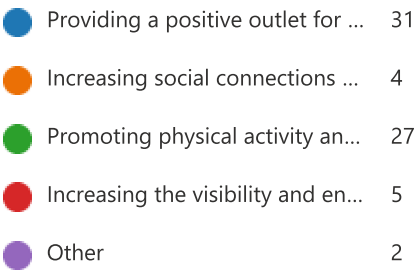 Providing a positive outlet for ... 31
Increasing social connections ... 4
Promoting physical activity an... 27
Increasing the visibility and en... 5
Other 2